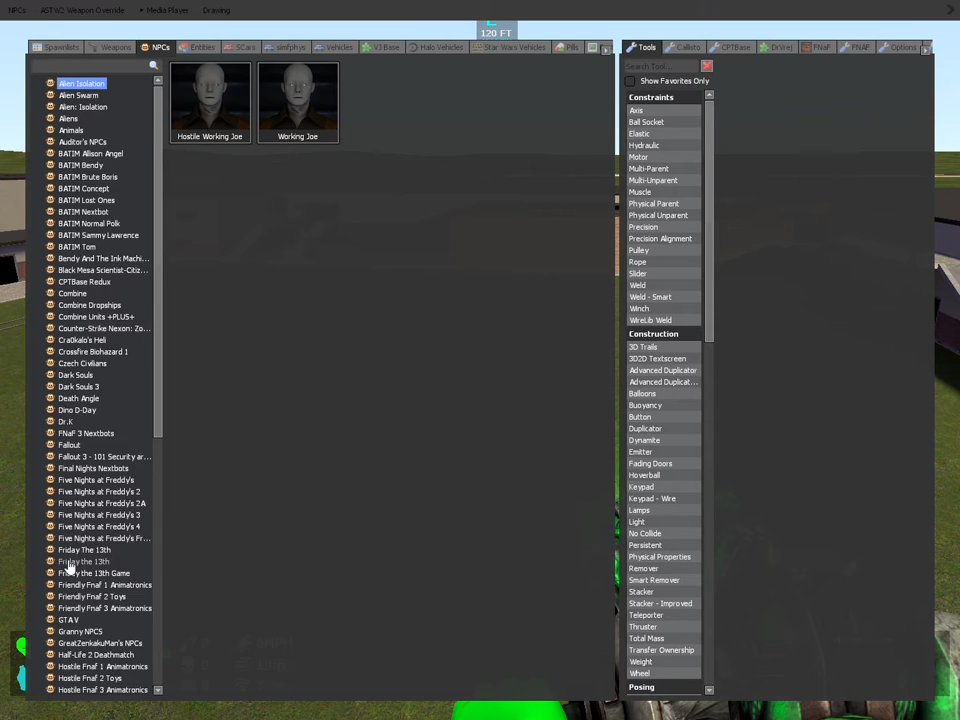 NPCs ASTW2 Weapon Override Media Player Drawing
120 FT
Spawnlists Weapons NPCs Entities SCars simfphys Vehicles VJ Base Halo Vehicles Star Wars Vehicles Pills
Tools Callisto CPTBase DrVrej FNaF FNAF Options
Search Tool...
Show Favorites Only
Alien Isolation
Alien Swarm
Alien: Isolation
Aliens
Animals
Auditor's NPCs
BATIM Allison Angel
BATIM Bendy
BATIM Brute Boris
BATIM Concept
BATIM Lost Ones
BATIM Nextbot
BATIM Normal Polk
BATIM Sammy Lawrence
BATIM Tom
Bendy And The Ink Machi...
Black Mesa Scientist-Citiz...
CPTBase Redux
Combine
Combine Dropships
Combine Units +PLUS+
Counter-Strike Nexon: Zo...
Cra0kalo's Heli
Crossfire Biohazard 1
Czech Civilians
Dark Souls
Dark Souls 3
Death Angle
Dino D-Day
Dr.K
FNaF 3 Nextbots
Fallout
Fallout 3 - 101 Security ar...
Final Nights Nextbots
Five Nights at Freddy's
Five Nights at Freddy's 2
Five Nights at Freddy's 2A
Five Nights at Freddy's 3
Five Nights at Freddy's 4
Five Nights at Freddy's Fr...
Friday The 13th
Friday the 13th
Friday the 13th Game
Friendly Fnaf 1 Animatronics
Friendly Fnaf 2 Toys
Friendly Fnaf 3 Animatronics
GTA V
Granny NPCS
GreatZenkakuMan's NPCs
Half-Life 2 Deathmatch
Hostile Fnaf 1 Animatronics
Hostile Fnaf 2 Toys
Hostile Fnaf 3 Animatronics
Hostile Working Joe
Working Joe
Constraints
Axis
Ball Socket
Elastic
Hydraulic
Motor
Multi-Parent
Multi-Unparent
Muscle
Physical Parent
Physical Unparent
Precision
Precision Alignment
Pulley
Rope
Slider
Weld
Weld - Smart
Winch
WireLib Weld
Construction
3D Trails
3D2D Textscreen
Advanced Duplicator
Advanced Duplicat...
Balloons
Buoyancy
Button
Duplicator
Dynamite
Emitter
Fading Doors
Hoverball
Keypad
Keypad - Wire
Lamps
Light
No Collide
Persistent
Physical Properties
Remover
Smart Remover
Stacker
Stacker - Improved
Teleporter
Thruster
Total Mass
Transfer Ownership
Weight
Wheel
Posing